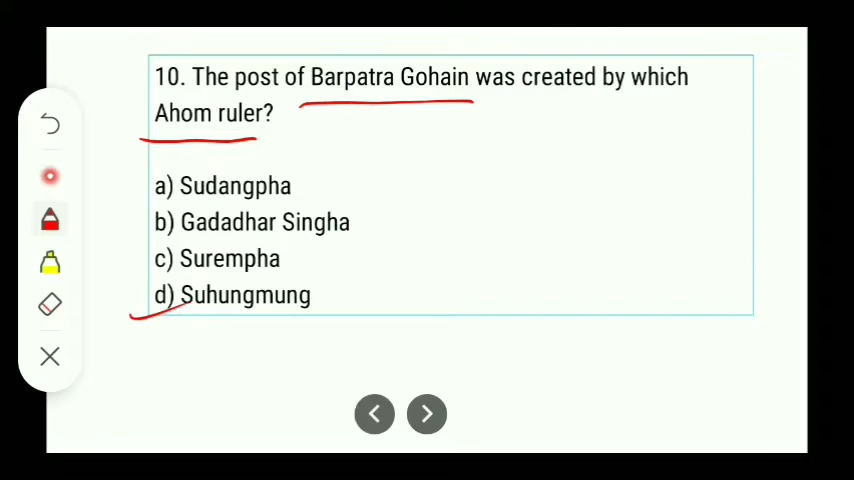 10. The post of Barpatra Gohain was created by which
Ahom ruler?
a) Sudangpha
b) Gadadhar Singha
c) Surempha
d) Suhungmung